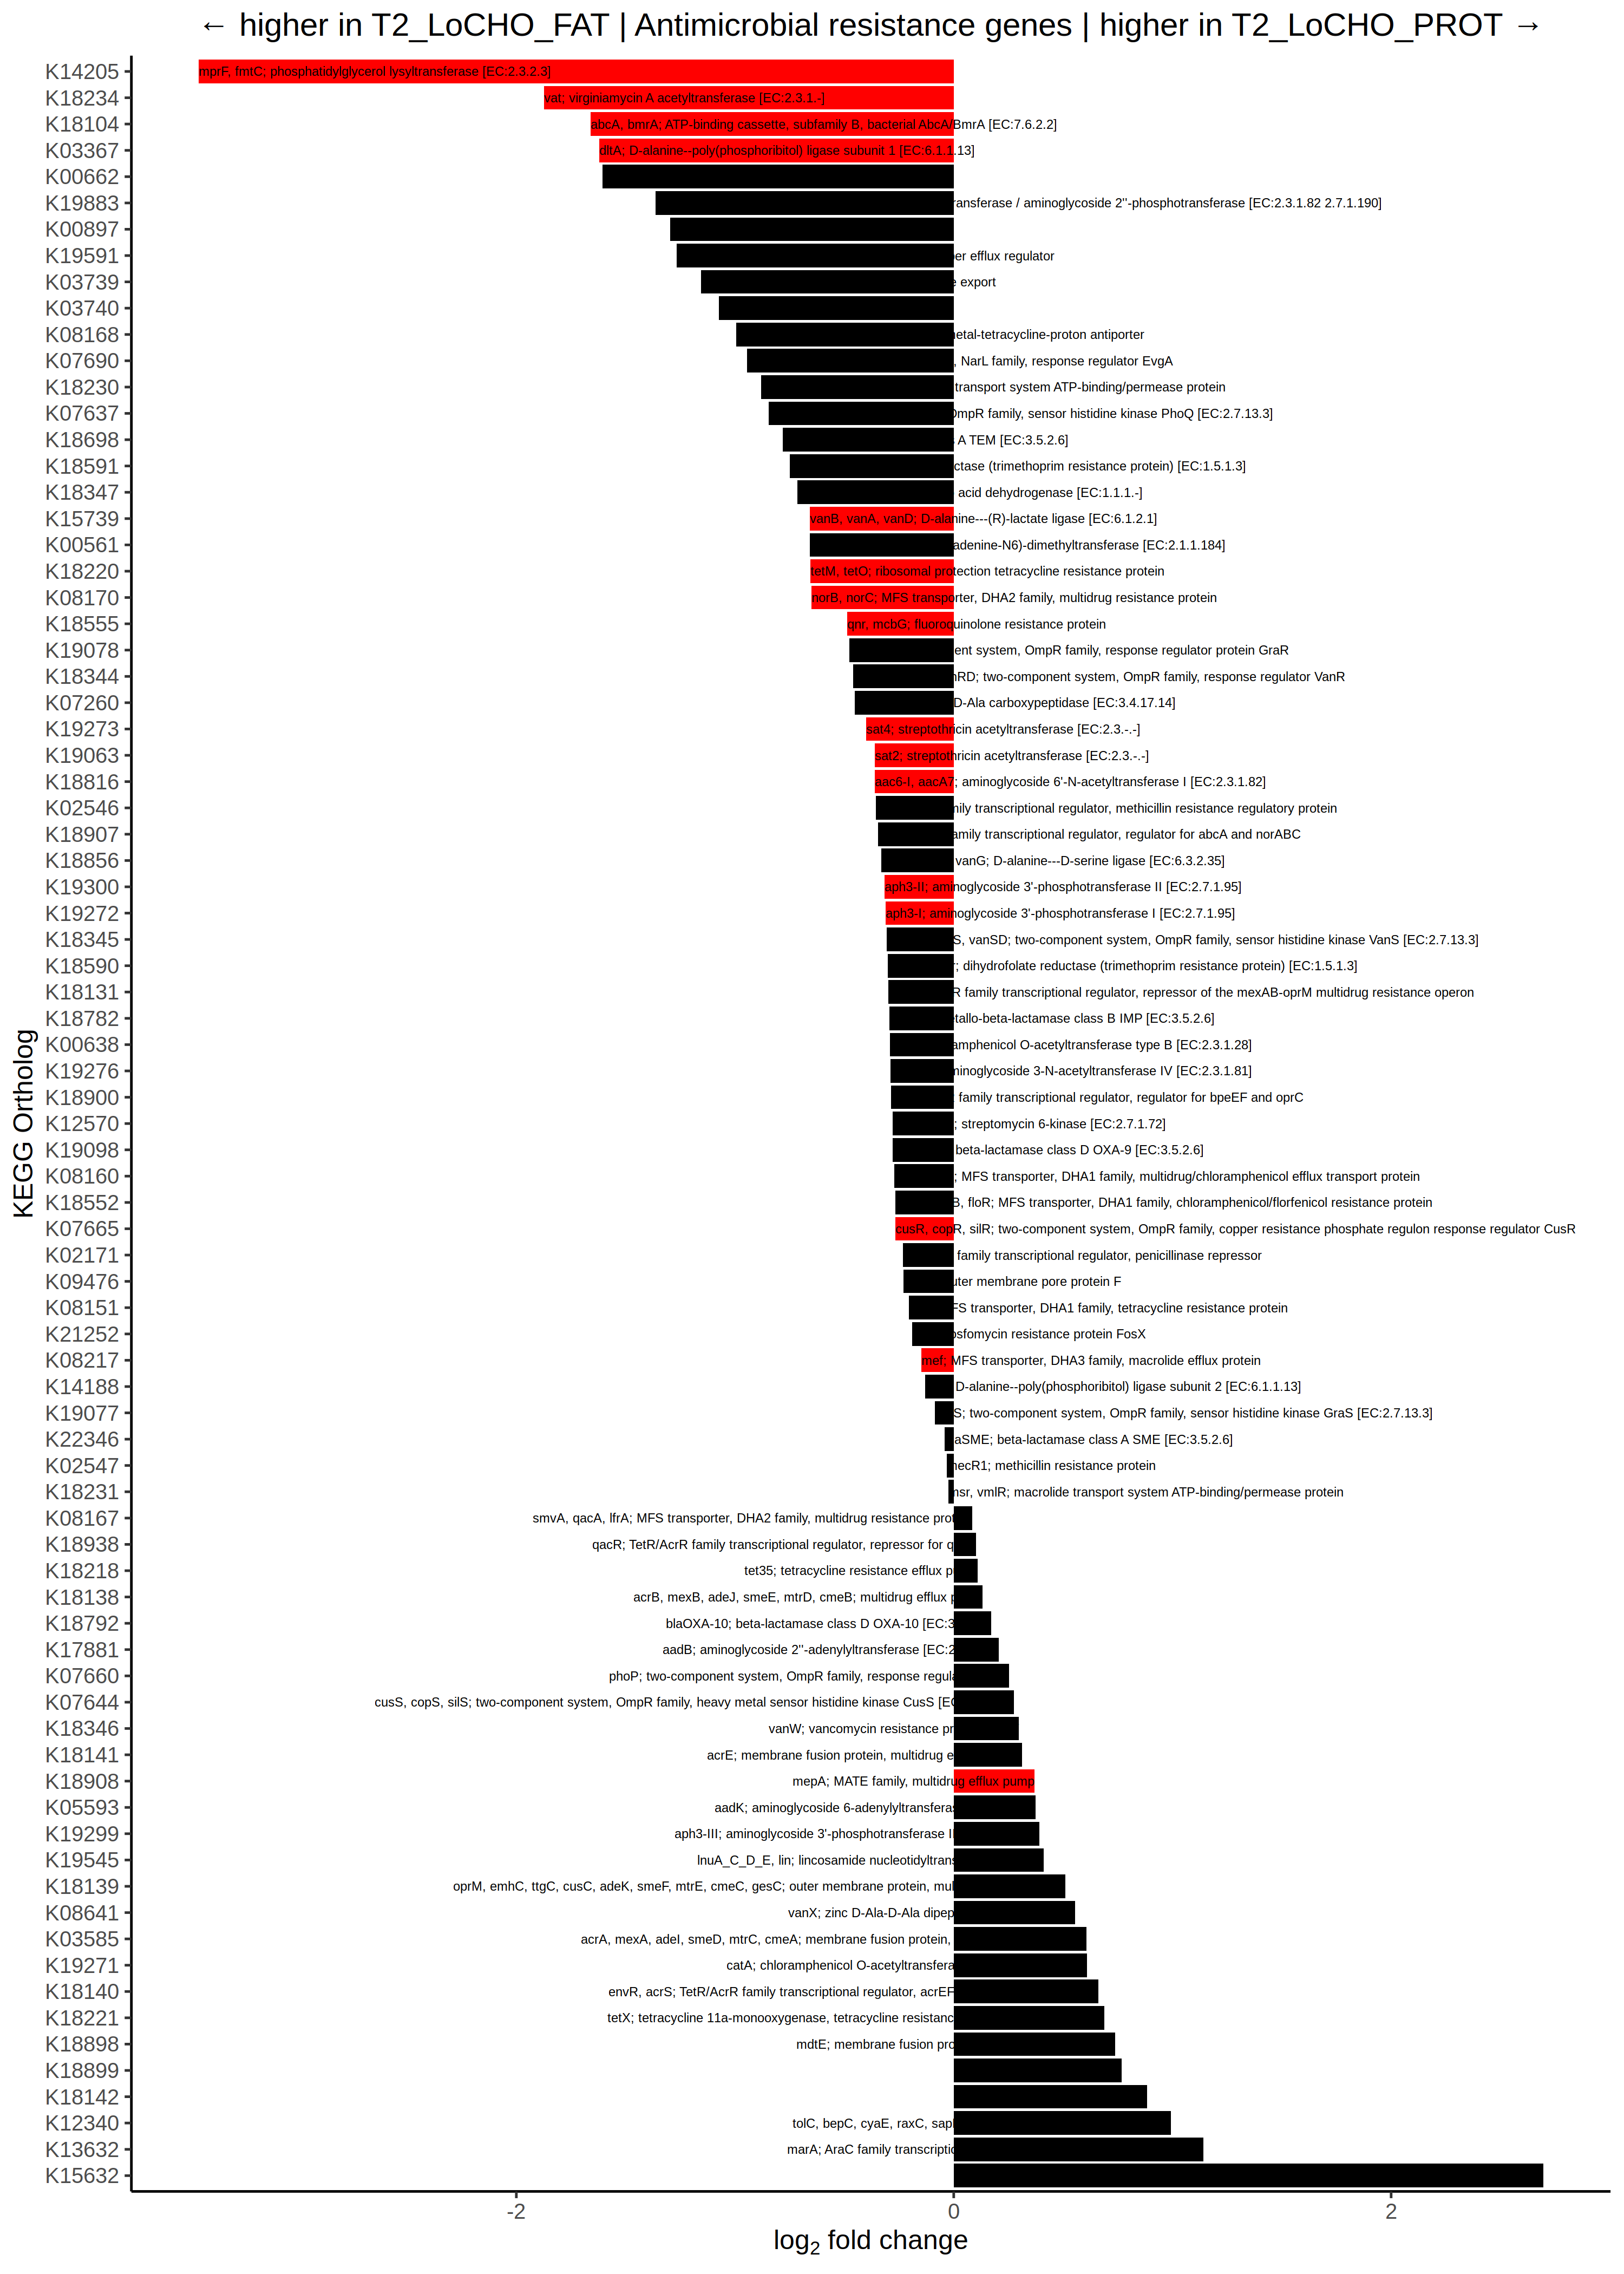 ← higher in T2_LoCHO_FAT | Antimicrobial resistance genes | higher in T2_LoCHO_PROT →
K14205 mprF, fmtC; phosphatidylglycerol lysyltransferase [EC:2.3.2.3]
K18234 vat; virginiamycin A acetyltransferase [EC:2.3.1.-]
K18104 abcA, bmrA; ATP-binding cassette, subfamily B, bacterial AbcA/BmrA [EC:7.6.2.2]
K03367 dltA; D-alanine--poly(phosphoribitol) ligase subunit 1 [EC:6.1.1.13]
K00662
K19883 / aminoglycoside 2''-phosphotransferase [EC:2.3.1.82 2.7.1.190]
K00897
K19591 efflux regulator
K03739 export
K03740
K08168 metal-tetracycline-proton antiporter
K07690 , NarL family, response regulator EvgA
K18230 transport system ATP-binding/permease protein
K07637 OmpR family, sensor histidine kinase PhoQ [EC:2.7.13.3]
K18698 A TEM [EC:3.5.2.6]
K18591 (trimethoprim resistance protein) [EC:1.5.1.3]
K18347 acid dehydrogenase [EC:1.1.1.-]
K15739 vanB, vanA, vanD; D-alanine---(R)-lactate ligase [EC:6.1.2.1]
K00561 adenine-N6)-dimethyltransferase [EC:2.1.1.184]
K18220 tetM, tetO; ribosomal protection tetracycline resistance protein
K08170 norB, norC; MFS transporter, DHA2 family, multidrug resistance protein
K18555 qnr, mcbG; fluoroquinolone resistance protein
K19078 system, OmpR family, response regulator protein GraR
K18344 two-component system, OmpR family, response regulator VanR
K07260 D-Ala carboxypeptidase [EC:3.4.17.14]
K19273 sat4; streptothricin acetyltransferase [EC:2.3.-.-]
K19063 sat2; streptothricin acetyltransferase [EC:2.3.-.-]
K18816 aac6-I, aacA7; aminoglycoside 6'-N-acetyltransferase I [EC:2.3.1.82]
K02546 transcriptional regulator, methicillin resistance regulatory protein
K18907 family transcriptional regulator, regulator for abcA and norABC
K18856 vanG; D-alanine---D-serine ligase [EC:6.3.2.35]
K19300 aph3-II; aminoglycoside 3'-phosphotransferase II [EC:2.7.1.95]
K19272 aph3-I; aminoglycoside 3'-phosphotransferase I [EC:2.7.1.95]
K18345 S, vanSD; two-component system, OmpR family, sensor histidine kinase VanS [EC:2.7.13.3]
K18590 ; dihydrofolate reductase (trimethoprim resistance protein) [EC:1.5.1.3]
K18131 R family transcriptional regulator, repressor of the mexAB-oprM multidrug resistance operon
K18782 metallo-beta-lactamase class B IMP [EC:3.5.2.6]
K00638 O-acetyltransferase type B [EC:2.3.1.28]
K19276 aminoglycoside 3-N-acetyltransferase IV [EC:2.3.1.81]
K18900 family transcriptional regulator, regulator for bpeEF and oprC
K12570 ; streptomycin 6-kinase [EC:2.7.1.72]
K19098 beta-lactamase class D OXA-9 [EC:3.5.2.6]
K08160 ; MFS transporter, DHA1 family, multidrug/chloramphenicol efflux transport protein
K18552 B, floR; MFS transporter, DHA1 family, chloramphenicol/florfenicol resistance protein
K07665 cusR, copR, silR; two-component system, OmpR family, copper resistance phosphate regulon response regulator CusR
K02171 family transcriptional regulator, penicillinase repressor
K09476 outer membrane pore protein F
K08151 MFS transporter, DHA1 family, tetracycline resistance protein
K21252 fosfomycin resistance protein FosX
K08217 mef; MFS transporter, DHA3 family, macrolide efflux protein
K14188 D-alanine--poly(phosphoribitol) ligase subunit 2 [EC:6.1.1.13]
K19077 S; two-component system, OmpR family, sensor histidine kinase GraS [EC:2.7.13.3]
K22346 aSME; beta-lactamase class A SME [EC:3.5.2.6]
K02547 mecR1; methicillin resistance protein
K18231 msr, vmlR; macrolide transport system ATP-binding/permease protein
K08167 smvA, qacA, lfrA; MFS transporter, DHA2 family, multidrug resistance prot
K18938 qacR; TetR/AcrR family transcriptional regulator, repressor for q
K18218 tet35; tetracycline resistance efflux p
K18138 acrB, mexB, adeJ, smeE, mtrD, cmeB; multidrug efflux p
K18792 blaOXA-10; beta-lactamase class D OXA-10 [EC:3
K17881 aadB; aminoglycoside 2''-adenylyltransferase [EC:2
K07660 phoP; two-component system, OmpR family, response regula
K07644 cusS, copS, silS; two-component system, OmpR family, heavy metal sensor histidine kinase CusS [EC
K18346 vanW; vancomycin resistance pr
K18141 acrE; membrane fusion protein, multidrug e
K18908 mepA; MATE family, multidrug efflux pump
K05593 aadK; aminoglycoside 6-adenylyltransferas
K19299 aph3-III; aminoglycoside 3'-phosphotransferase I
K19545 lnuA_C_D_E, lin; lincosamide nucleotidyltrans
K18139 oprM, emhC, ttgC, cusC, adeK, smeF, mtrE, cmeC, gesC; outer membrane protein, mul
K08641 vanX; zinc D-Ala-D-Ala dipep
K03585 acrA, mexA, adeI, smeD, mtrC, cmeA; membrane fusion protein,
K19271 catA; chloramphenicol O-acetyltransfera
K18140 envR, acrS; TetR/AcrR family transcriptional regulator, acrEF
K18221 tetX; tetracycline 11a-monooxygenase, tetracycline resistanc
K18898 mdtE; membrane fusion pro
K18899
K18142
K12340 tolC, bepC, cyaE, raxC, sap
K13632 marA; AraC family transcriptio
K15632
KEGG Ortholog
-2 0 2
log2 fold change